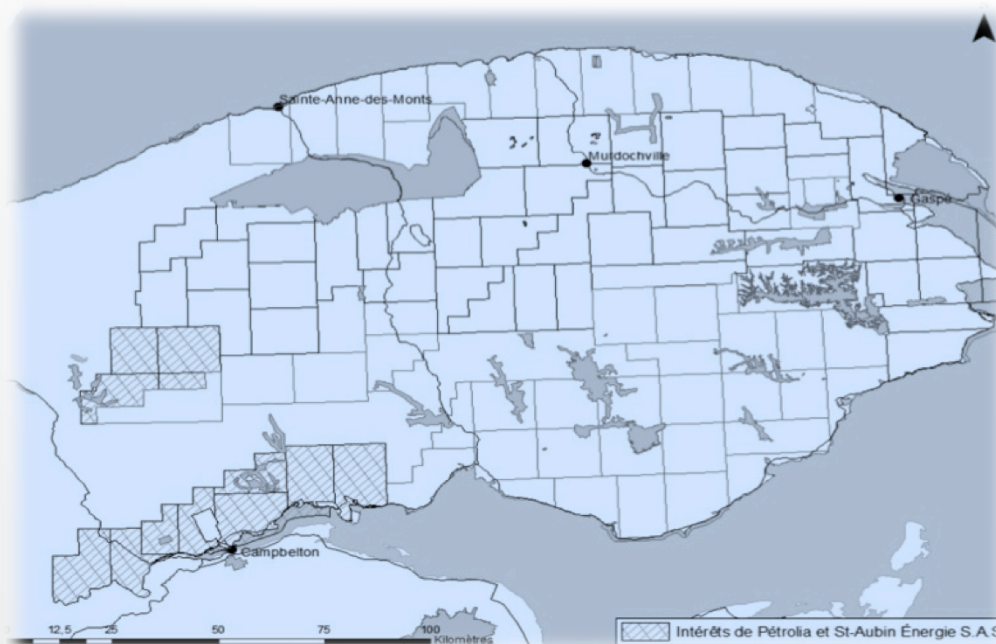 Sainte-Anne-des-Monts
Murdochville
Gaspé
Campbelton
12,5 25 50 75 100
Kilomètres
Intérêts de Pétrolia et St-Aubin Énergie S.A.S